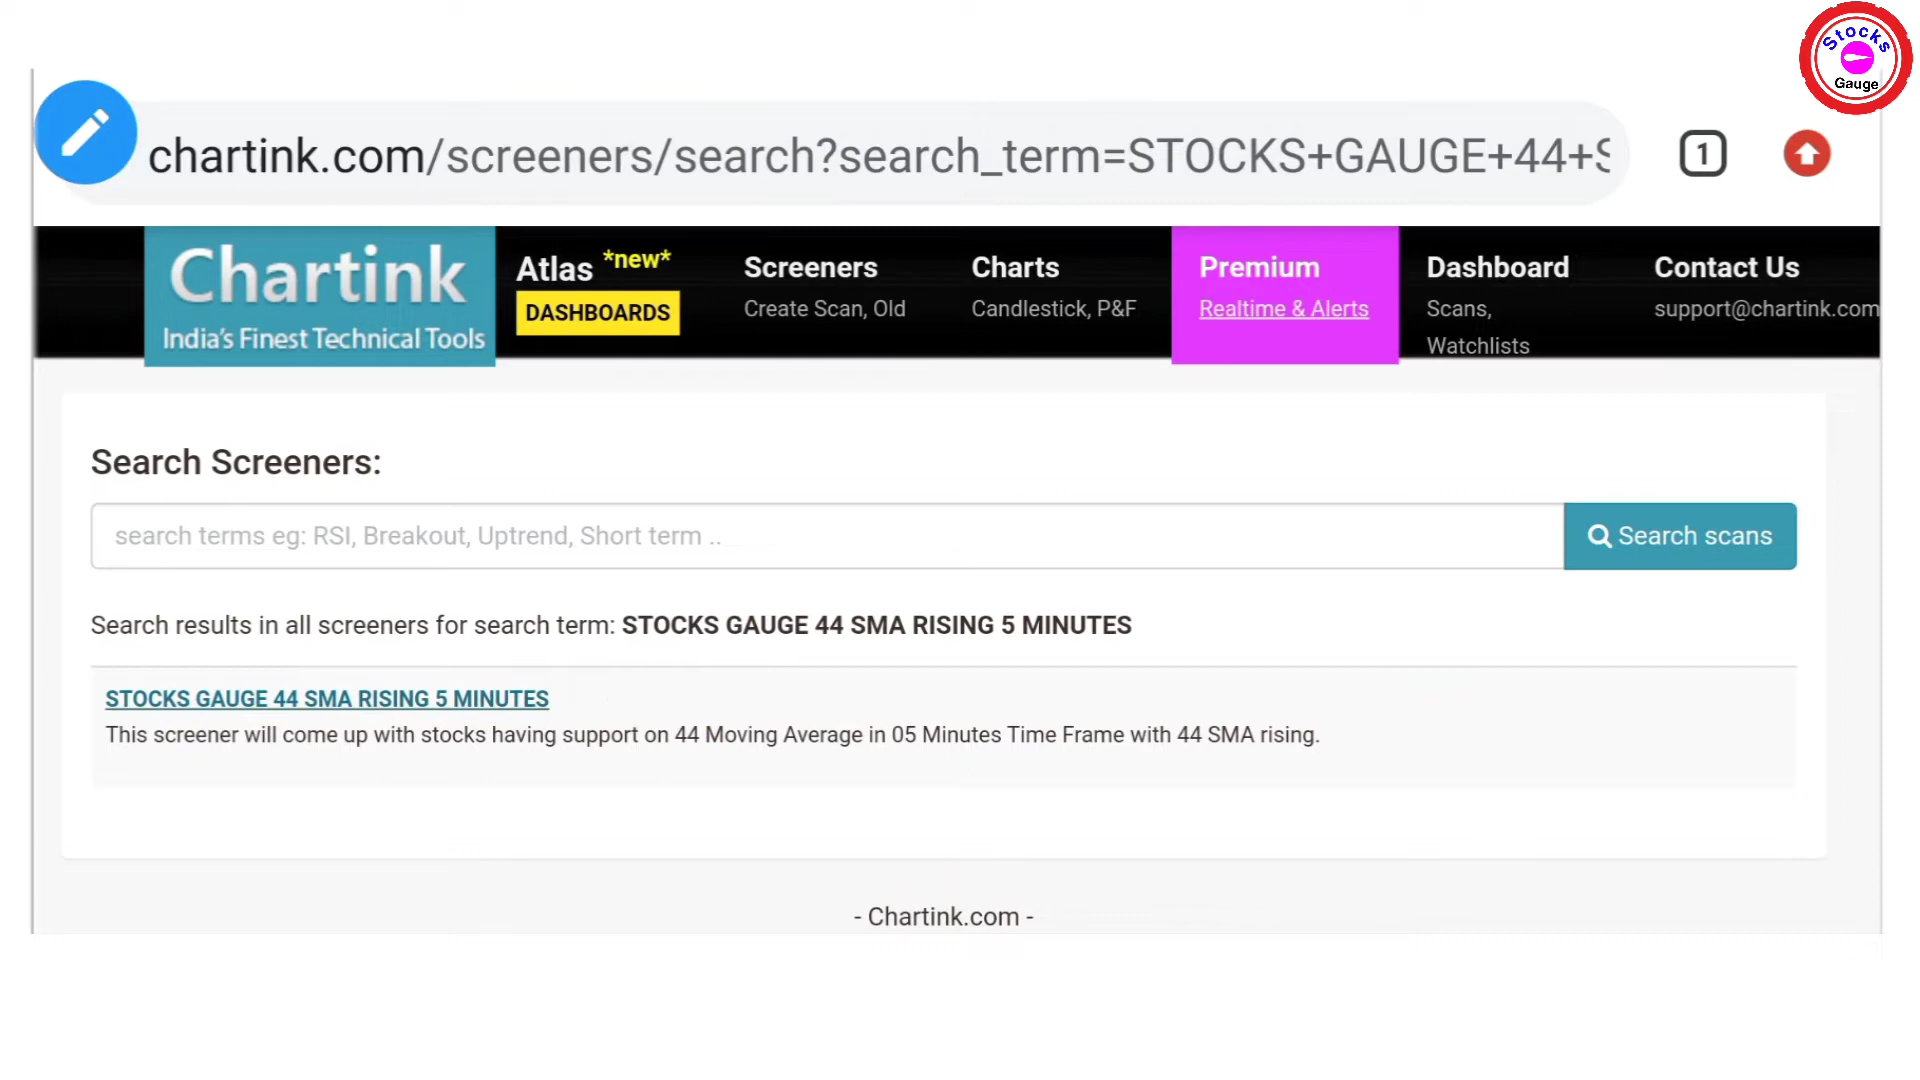 Stocks
Gauge
chartink.com/screeners/search?search_term=STOCKS+GAUGE+44+S
1
Chartink
India's Finest Technical Tools
Atlas *new*
DASHBOARDS
Screeners
Create Scan, Old
Charts
Candlestick, P&F
Premium
Realtime & Alerts
Dashboard
Scans,
Watchlists
Contact Us
support@chartink.com
Search Screeners:
search terms eg: RSI, Breakout, Uptrend, Short term ..
Search scans
Search results in all screeners for search term: STOCKS GAUGE 44 SMA RISING 5 MINUTES
STOCKS GAUGE 44 SMA RISING 5 MINUTES
This screener will come up with stocks having support on 44 Moving Average in 05 Minutes Time Frame with 44 SMA rising.
- Chartink.com -